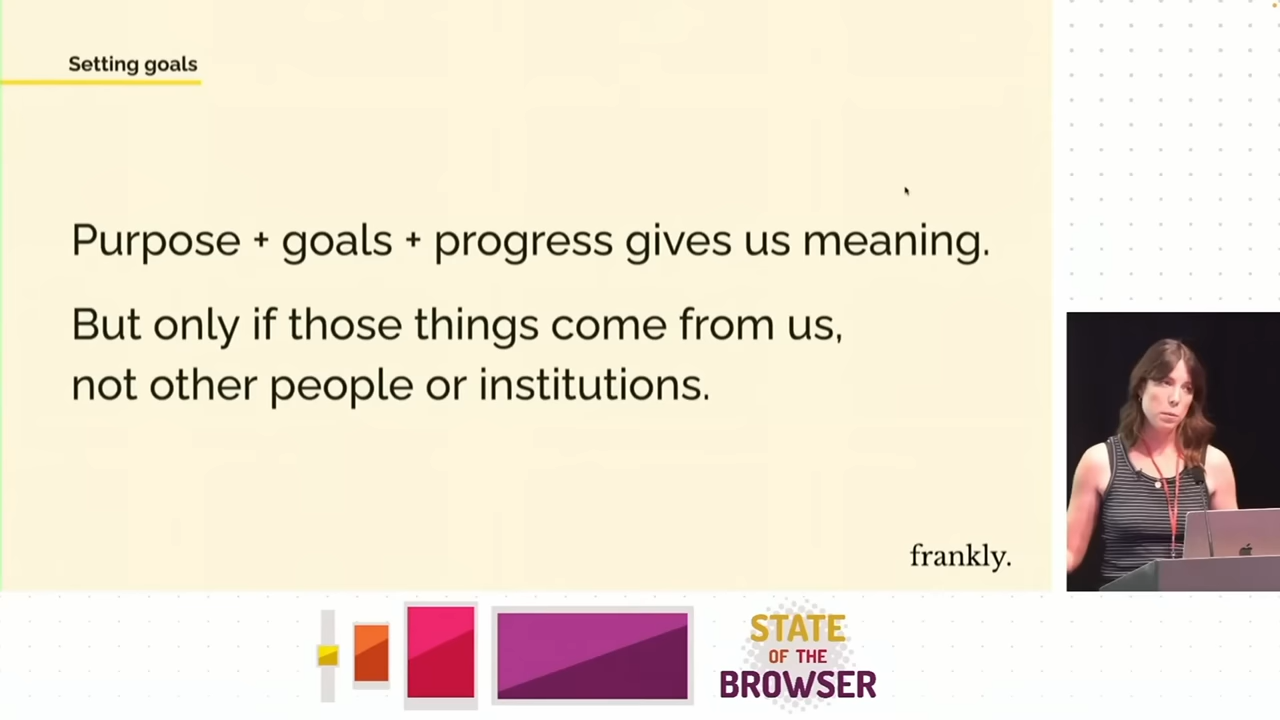 Setting goals
Purpose + goals + progress gives us meaning.
But only if those things come from us,
not other people or institutions.
frankly.
STATE
OF THE
BROWSER